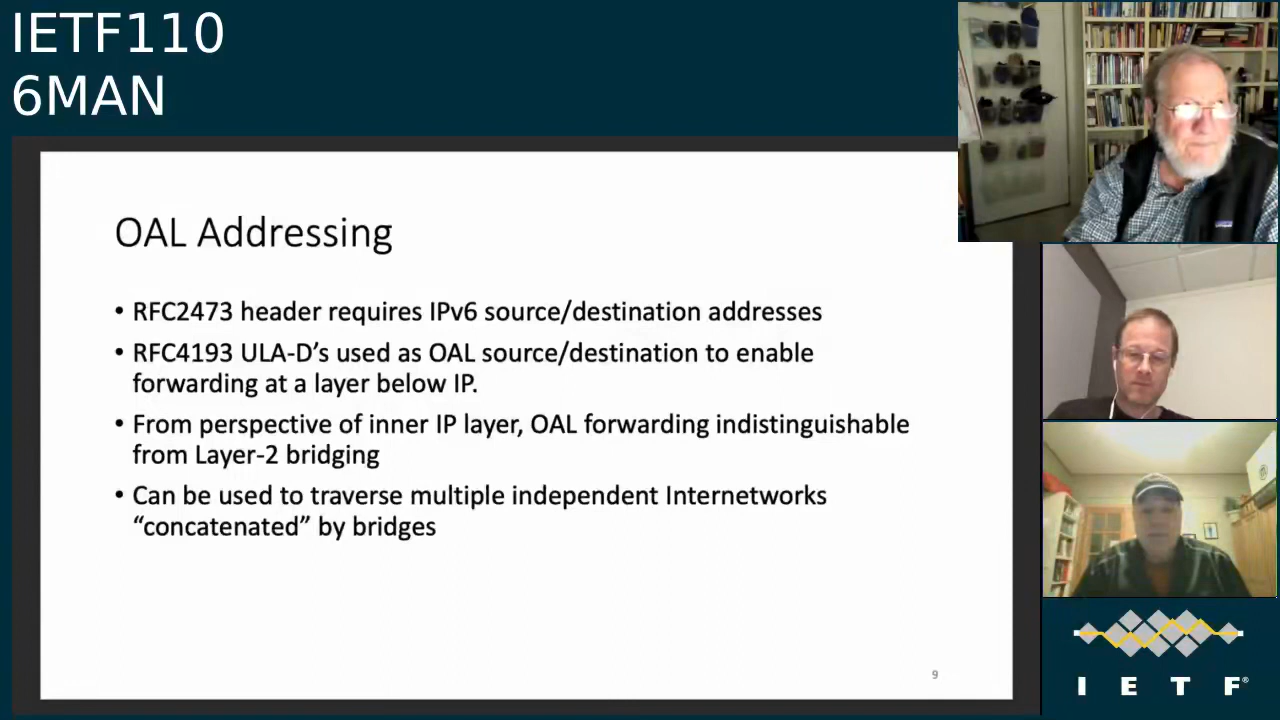 IETF110
6MAN
OAL Addressing
• RFC2473 header requires IPv6 source/destination addresses
• RFC4193 ULA-D’s used as OAL source/destination to enable
forwarding at a layer below IP.
• From perspective of inner IP layer, OAL forwarding indistinguishable
from Layer-2 bridging
• Can be used to traverse multiple independent Internetworks
“concatenated” by bridges
9
I E T F®